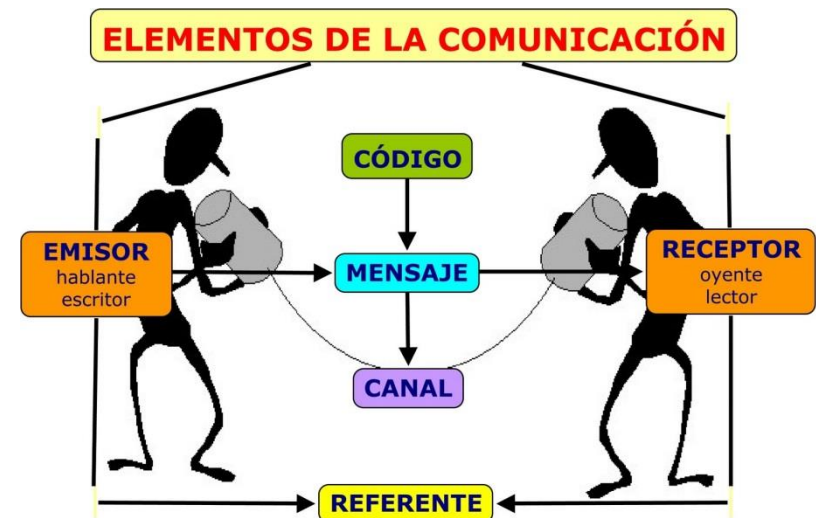 ELEMENTOS DE LA COMUNICACIÓN
CÓDIGO
EMISOR
hablante
escritor
MENSAJE
RECEPTOR
oyente
lector
CANAL
REFERENTE